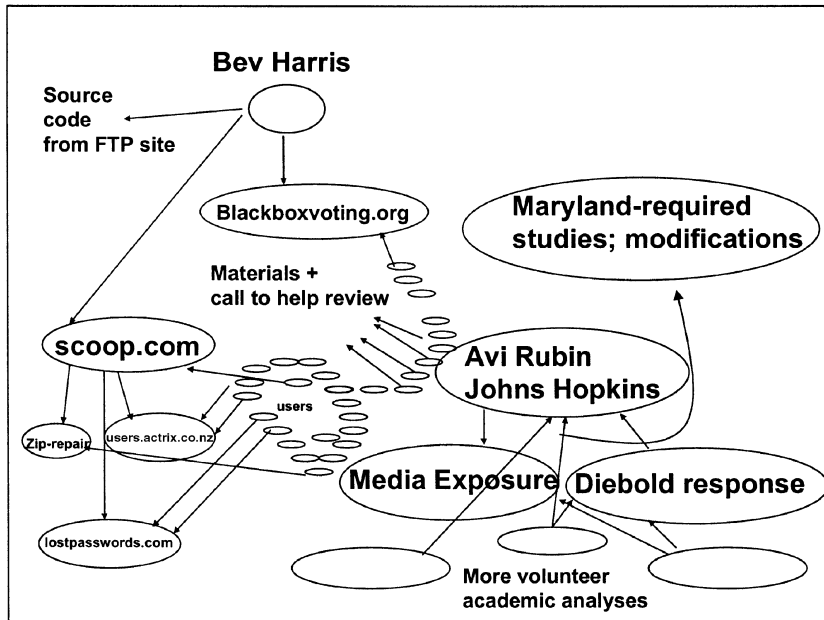 Bev Harris
Source
code
from FTP site
Blackboxvoting.org
Maryland-required
studies; modifications
Materials +
call to help review
scoop.com
Avi Rubin
Johns Hopkins
users
Zip-repair
users.actrix.co.nz
Media Exposure
Diebold response
lostpasswords.com
More volunteer
academic analyses